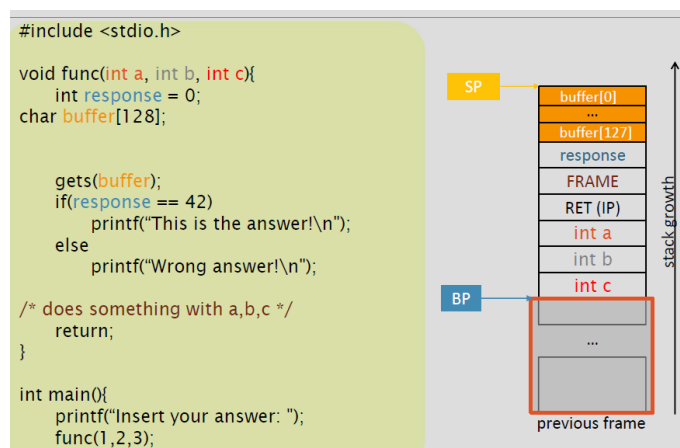 #include <stdio.h>
void func(int a, int b, int c){
int response = 0;
char buffer[128];
gets(buffer);
if(response == 42)
printf(“This is the answer!\n”);
else
printf(“Wrong answer!\n”);
/* does something with a,b,c */
return;
}
int main(){
printf(“Insert your answer: ”);
func(1,2,3);
SP
buffer[0]
...
buffer[127]
response
FRAME
RET (IP)
int a
int b
int c
BP
...
previous frame
stack growth